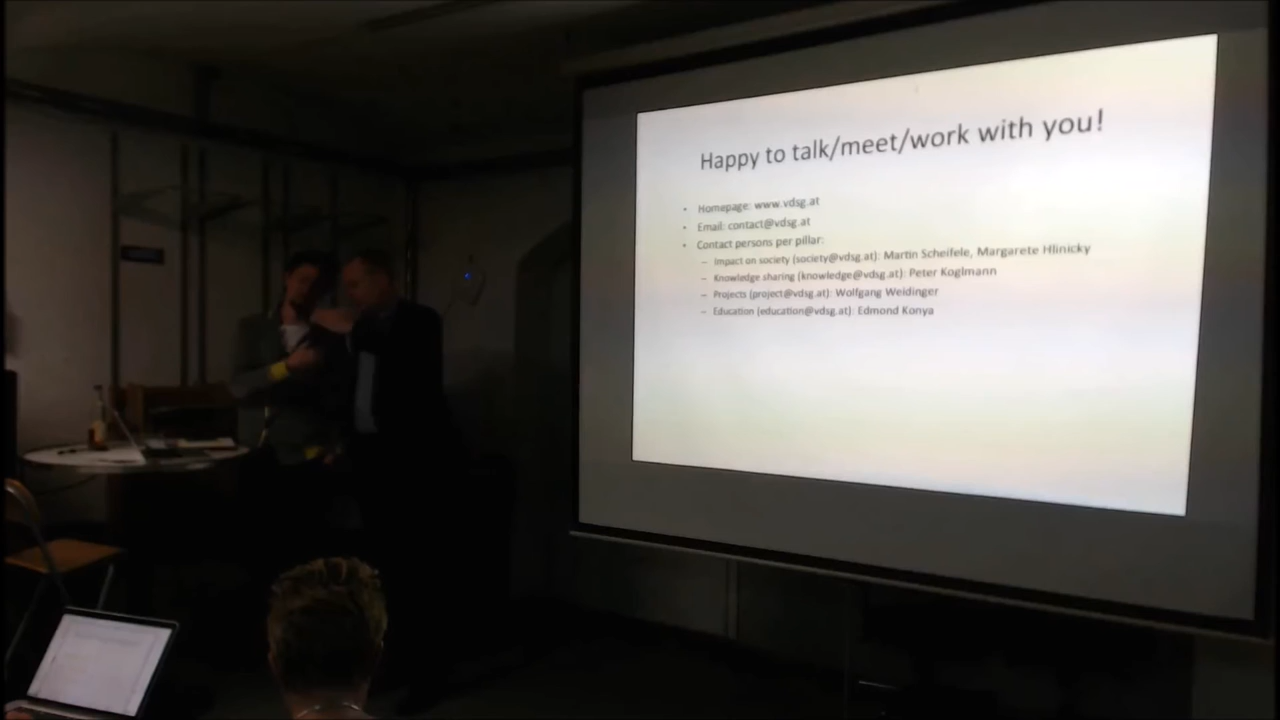 Happy to talk/meet/work with you!
• Homepage: www.vdsg.at
• Email: contact@vdsg.at
• Contact persons per pillar:
– Impact on society (society@vdsg.at): Martin Scheifele, Margarete Hlinicky
– Knowledge sharing (knowledge@vdsg.at): Peter Koglmann
– Projects (project@vdsg.at): Wolfgang Weidinger
– Education (education@vdsg.at): Edmond Konya